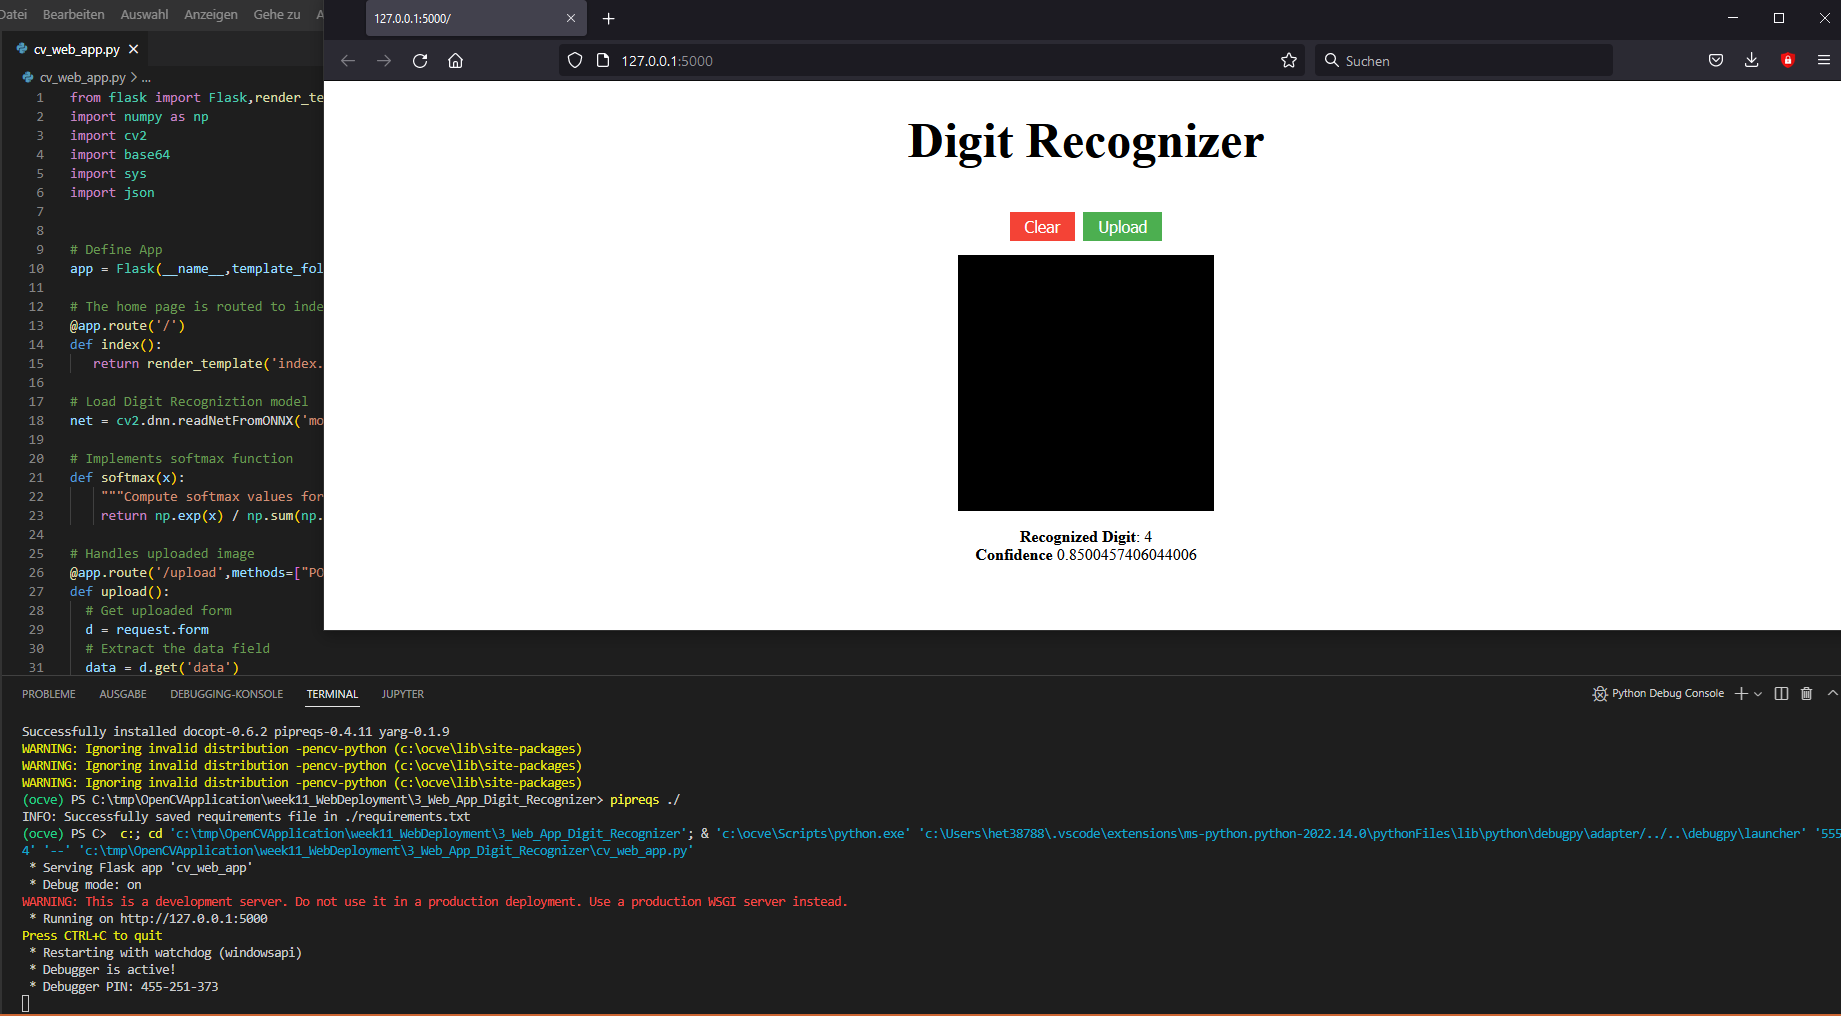 Datei Bearbeiten Auswahl Anzeigen Gehe zu A
cv_web_app.py
cv_web_app.py > ...
1 from flask import Flask,render_te
2 import numpy as np
3 import cv2
4 import base64
5 import sys
6 import json
7
8
9 # Define App
10 app = Flask(__name__,template_fol
11
12 # The home page is routed to inde
13 @app.route('/')
14 def index():
15 return render_template('index.
16
17 # Load Digit Recogniztion model
18 net = cv2.dnn.readNetFromONNX('mo
19
20 # Implements softmax function
21 def softmax(x):
22 """Compute softmax values for
23 return np.exp(x) / np.sum(np.
24
25 # Handles uploaded image
26 @app.route('/upload',methods=["PO
27 def upload():
28 # Get uploaded form
29 d = request.form
30 # Extract the data field
31 data = d.get('data')
127.0.0.1:5000/
127.0.0.1:5000
Suchen
Digit Recognizer
Clear Upload
Recognized Digit: 4
Confidence 0.8500457406044006
PROBLEME AUSGABE DEBUGGING-KONSOLE TERMINAL JUPYTER
Python Debug Console
Successfully installed docopt-0.6.2 pipreqs-0.4.11 yarg-0.1.9
WARNING: Ignoring invalid distribution -pencv-python (c:\ocve\lib\site-packages)
WARNING: Ignoring invalid distribution -pencv-python (c:\ocve\lib\site-packages)
WARNING: Ignoring invalid distribution -pencv-python (c:\ocve\lib\site-packages)
(ocve) PS C:\tmp\OpenCVApplication\week11_WebDeployment\3_Web_App_Digit_Recognizer> pipreqs ./
INFO: Successfully saved requirements file in ./requirements.txt
(ocve) PS C> c:; cd 'c:\tmp\OpenCVApplication\week11_WebDeployment\3_Web_App_Digit_Recognizer'; & 'c:\ocve\Scripts\python.exe' 'c:\Users\het38788\.vscode\extensions\ms-python.python-2022.14.0\pythonFiles\lib\python\debugpy\adapter/../..\debugpy\launcher' '555
4' '--' 'c:\tmp\OpenCVApplication\week11_WebDeployment\3_Web_App_Digit_Recognizer\cv_web_app.py'
* Serving Flask app 'cv_web_app'
* Debug mode: on
WARNING: This is a development server. Do not use it in a production deployment. Use a production WSGI server instead.
* Running on http://127.0.0.1:5000
Press CTRL+C to quit
* Restarting with watchdog (windowsapi)
* Debugger is active!
* Debugger PIN: 455-251-373